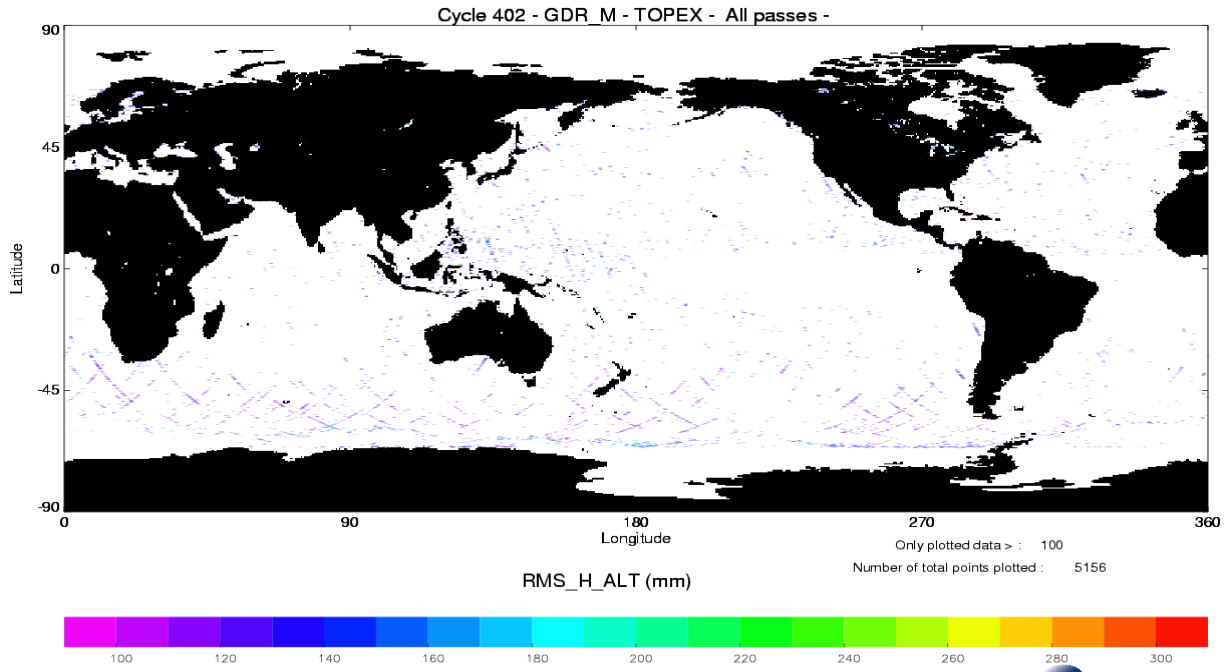 Cycle 402 - GDR_M - TOPEX - All passes -
90
45
0
-45
-90
Latitude
0 90 180 270 360
Longitude
Only plotted data > : 100
Number of total points plotted : 5156
RMS_H_ALT (mm)
100 120 140 160 180 200 220 240 260 280 300